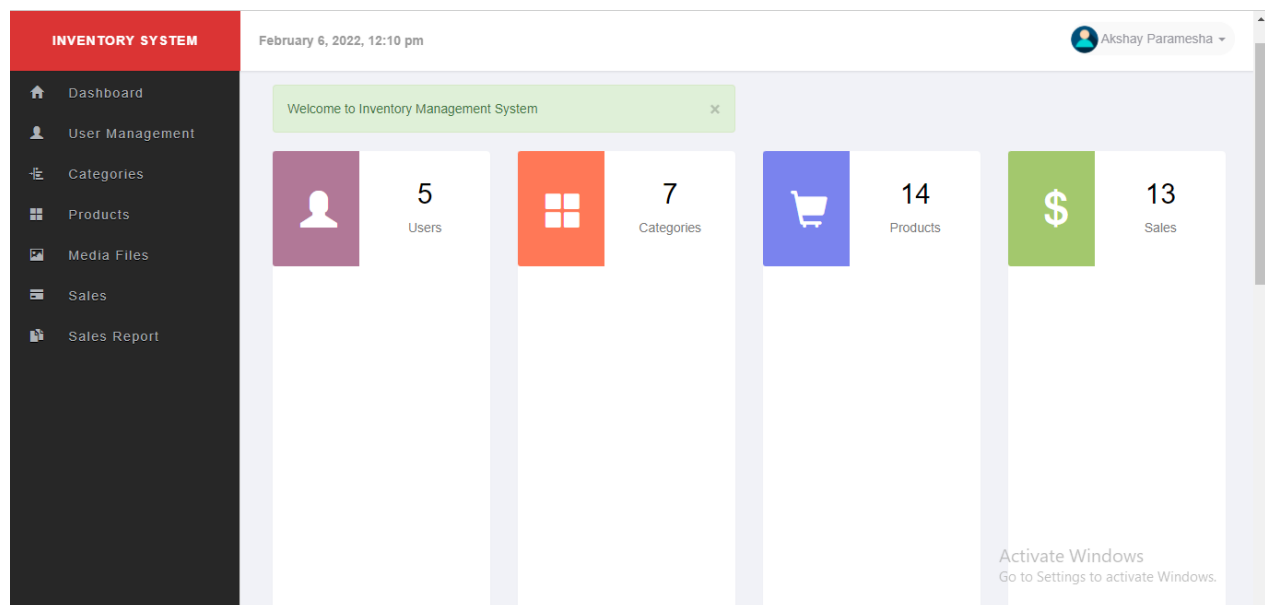 INVENTORY SYSTEM
February 6, 2022, 12:10 pm
Akshay Paramesha
Dashboard
User Management
Categories
Products
Media Files
Sales
Sales Report
Welcome to Inventory Management System ×
5
Users
7
Categories
14
Products
$
13
Sales
Activate Windows
Go to Settings to activate Windows.